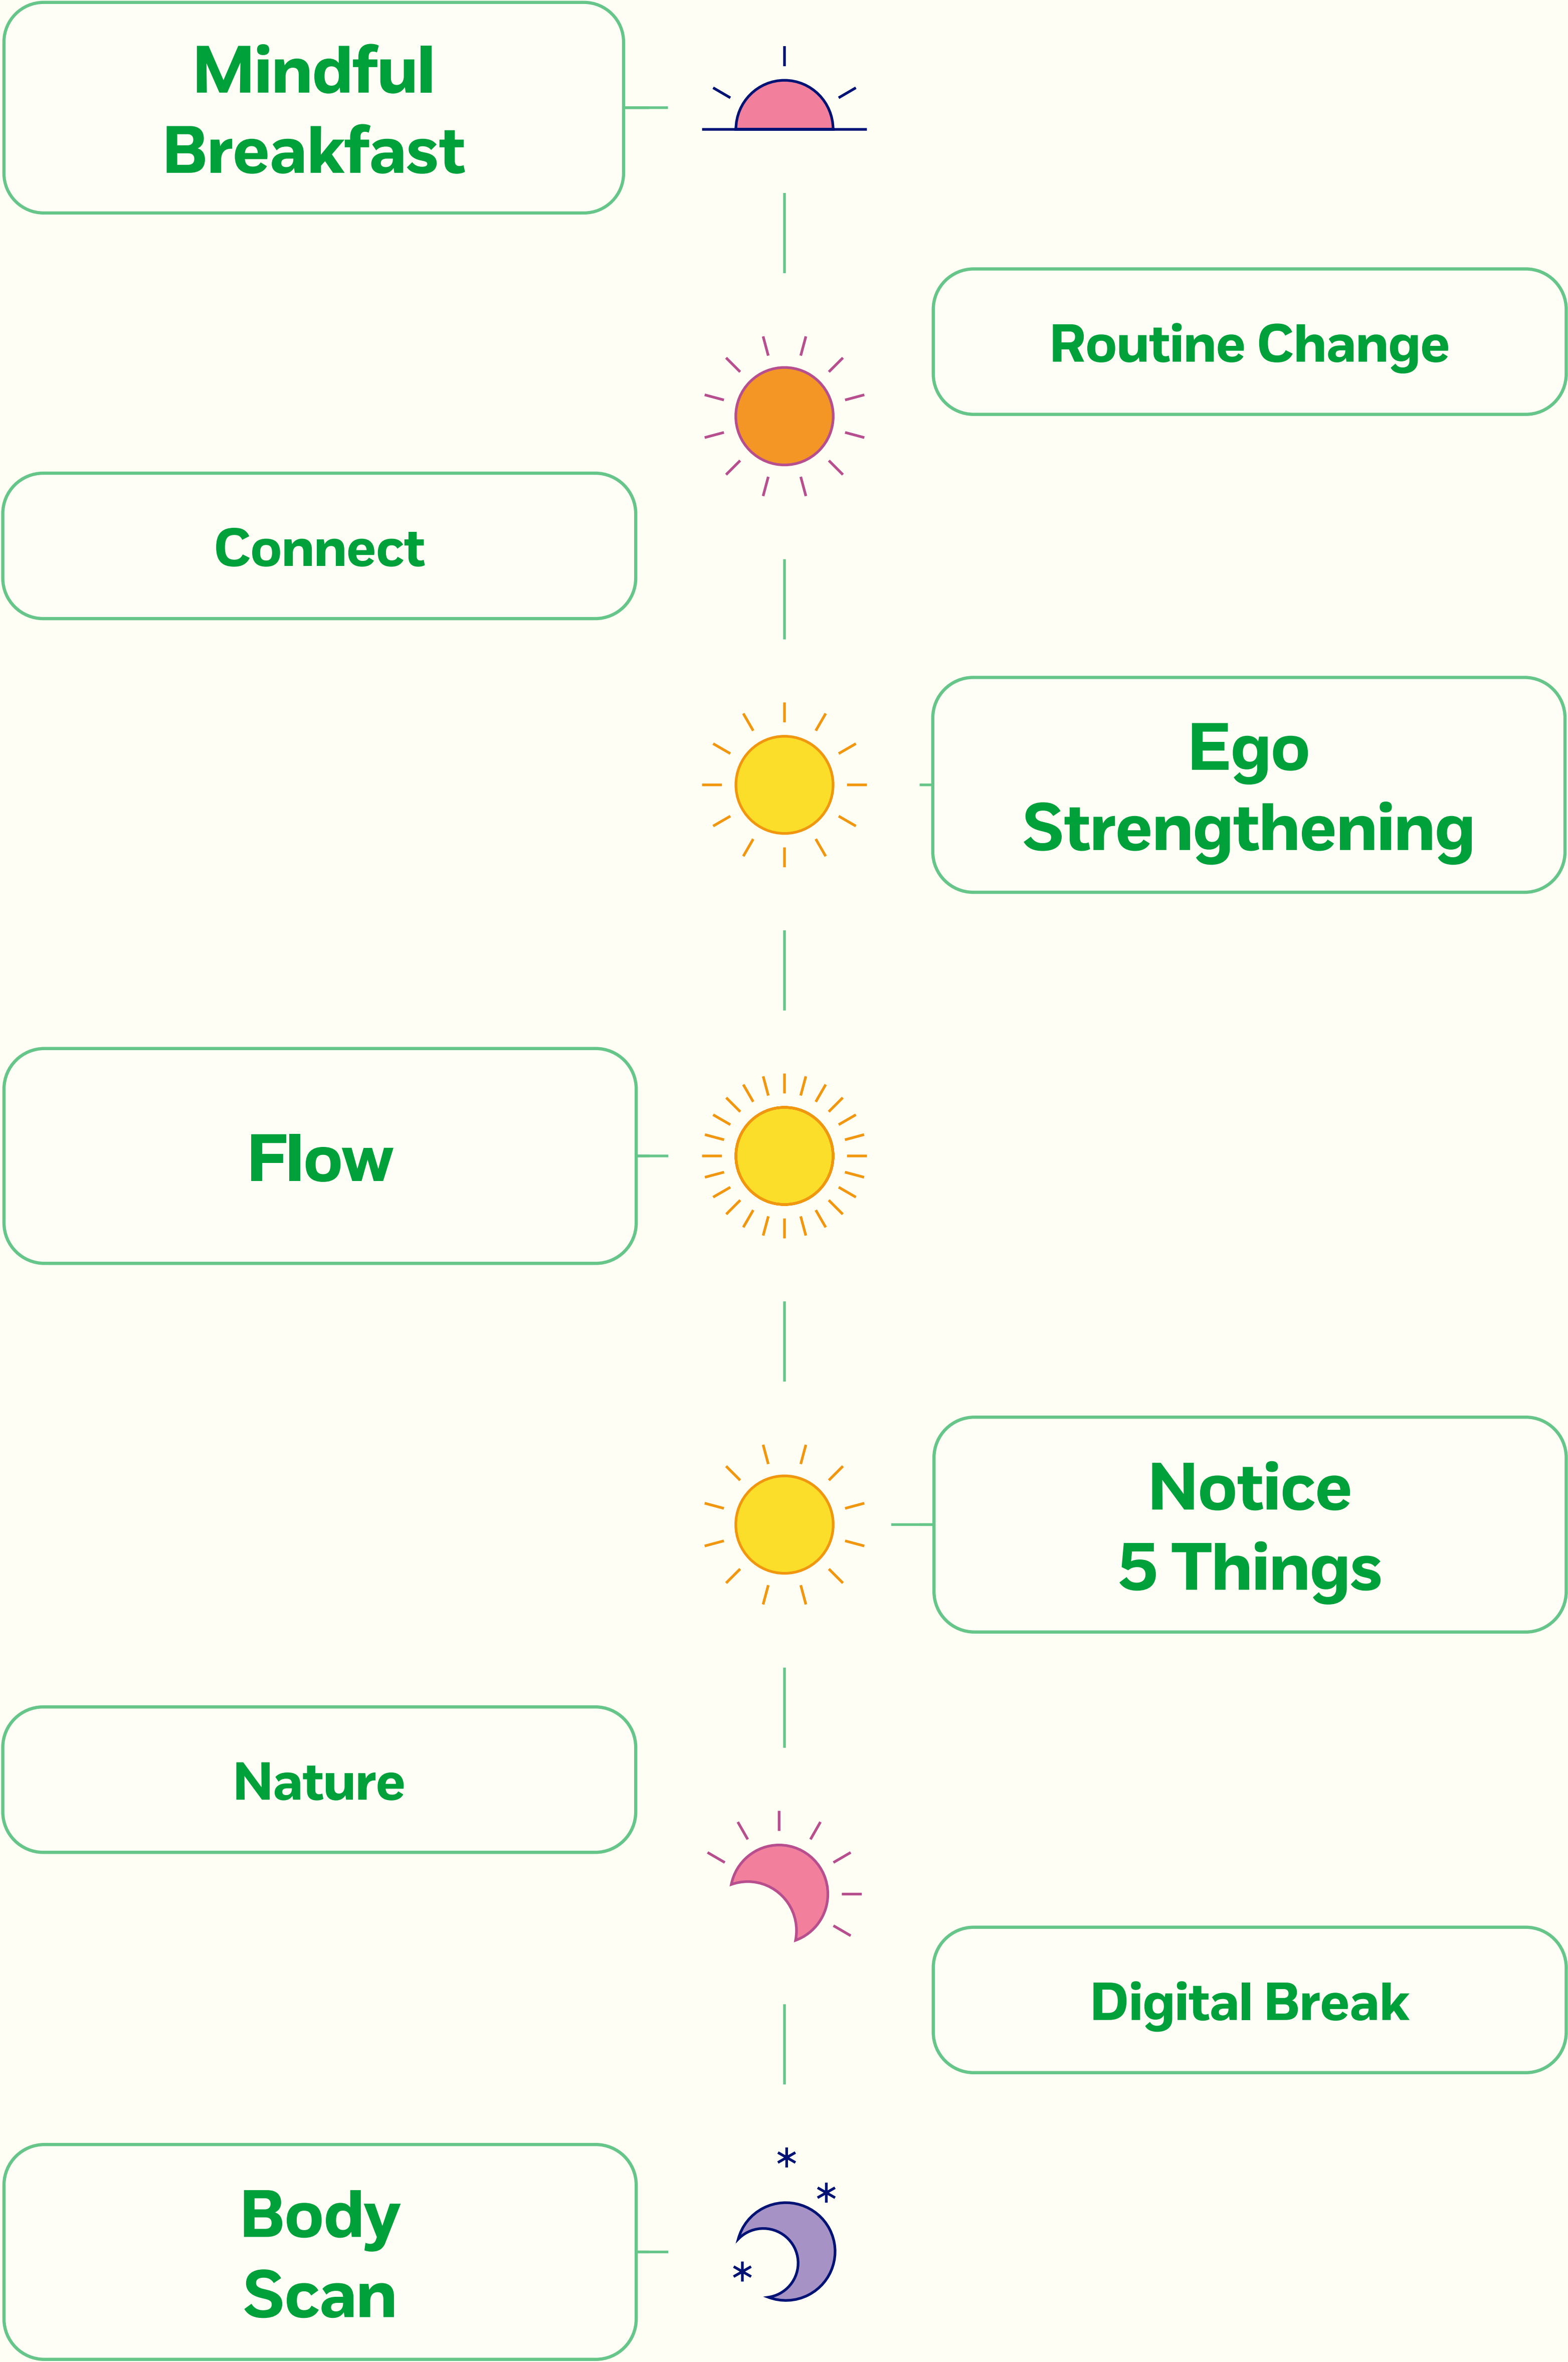 Mindful
Breakfast
Routine Change
Connect
Ego
Strengthening
Flow
Notice
5 Things
Nature
Digital Break
Body
Scan